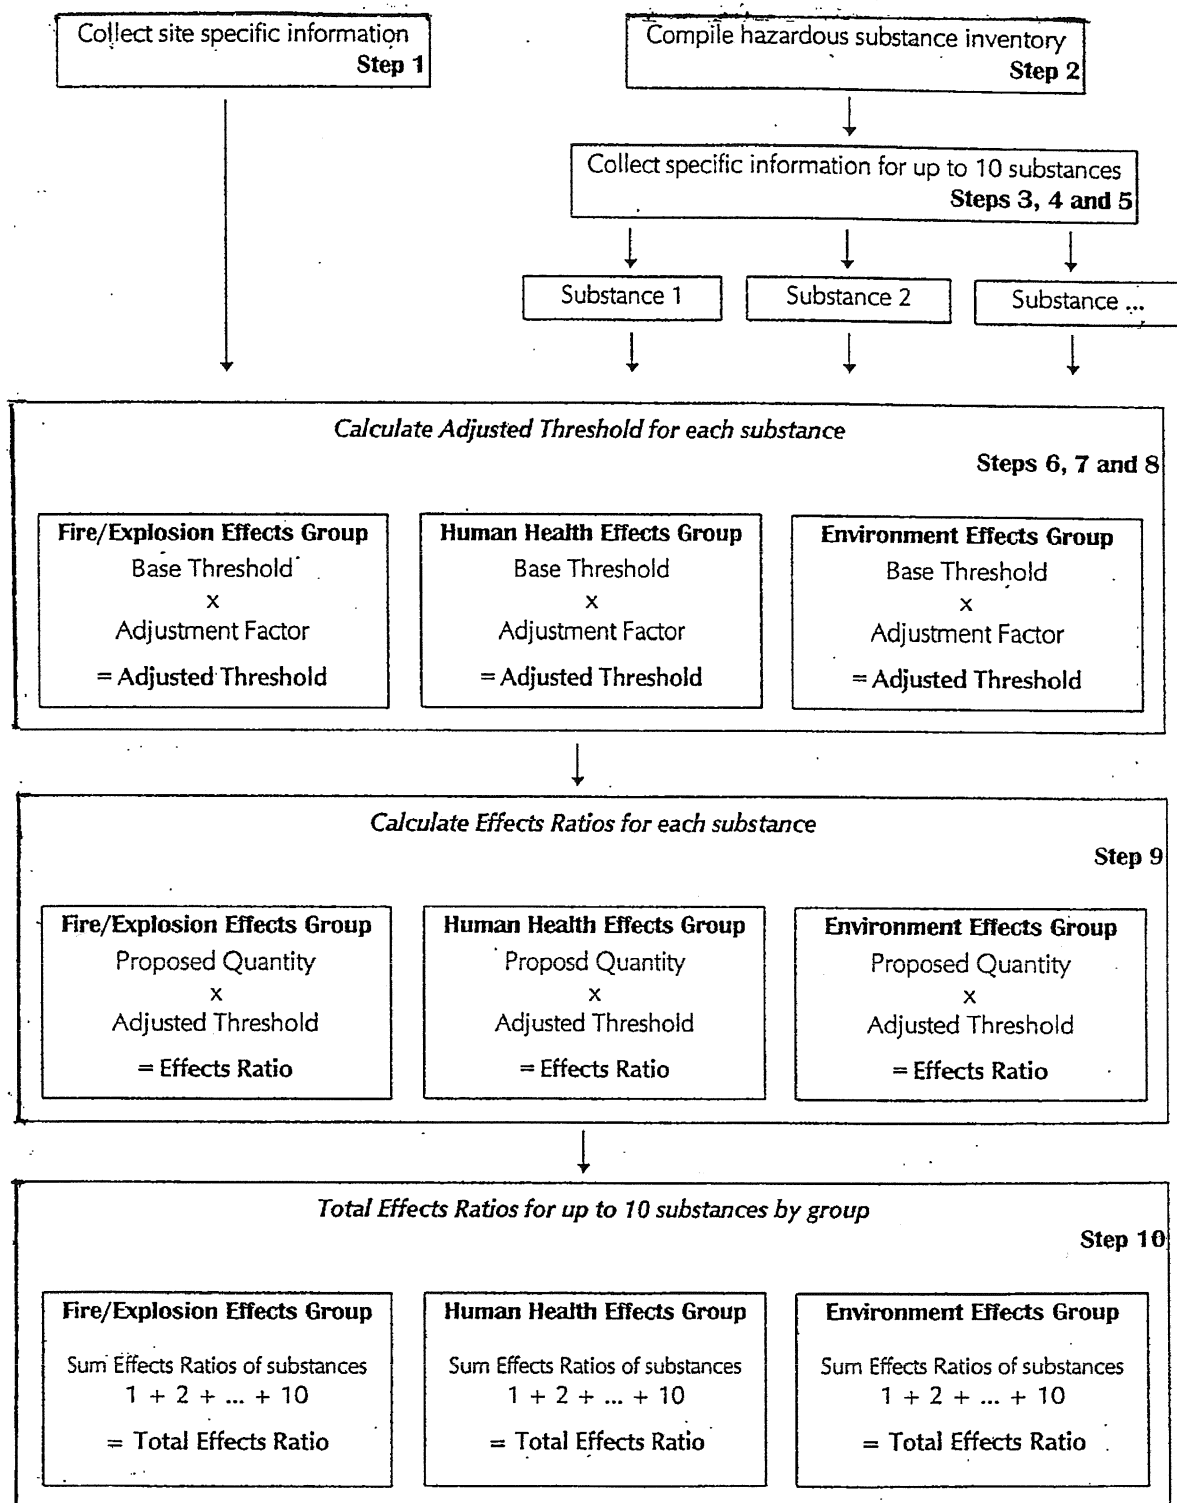 Collect site specific information
Step 1
Compile hazardous substance inventory
Step 2
Collect specific information for up to 10 substances
Steps 3, 4 and 5
Substance 1
Substance 2
Substance ...
Calculate Adjusted Threshold for each substance
Steps 6, 7 and 8
Fire/Explosion Effects Group
Base Threshold
x
Adjustment Factor
= Adjusted Threshold
Human Health Effects Group
Base Threshold
x
Adjustment Factor
= Adjusted Threshold
Environment Effects Group
Base Threshold
x
Adjustment Factor
= Adjusted Threshold
Calculate Effects Ratios for each substance
Step 9
Fire/Explosion Effects Group
Proposed Quantity
x
Adjusted Threshold
= Effects Ratio
Human Health Effects Group
Proposd Quantity
x
Adjusted Threshold
= Effects Ratio
Environment Effects Group
Proposed Quantity
x
Adjusted Threshold
= Effects Ratio
Total Effects Ratios for up to 10 substances by group
Step 10
Fire/Explosion Effects Group
Sum Effects Ratios of substances
1 + 2 + ... + 10
= Total Effects Ratio
Human Health Effects Group
Sum Effects Ratios of substances
1 + 2 + ... + 10
= Total Effects Ratio
Environment Effects Group
Sum Effects Ratios of substances
1 + 2 + ... + 10
= Total Effects Ratio